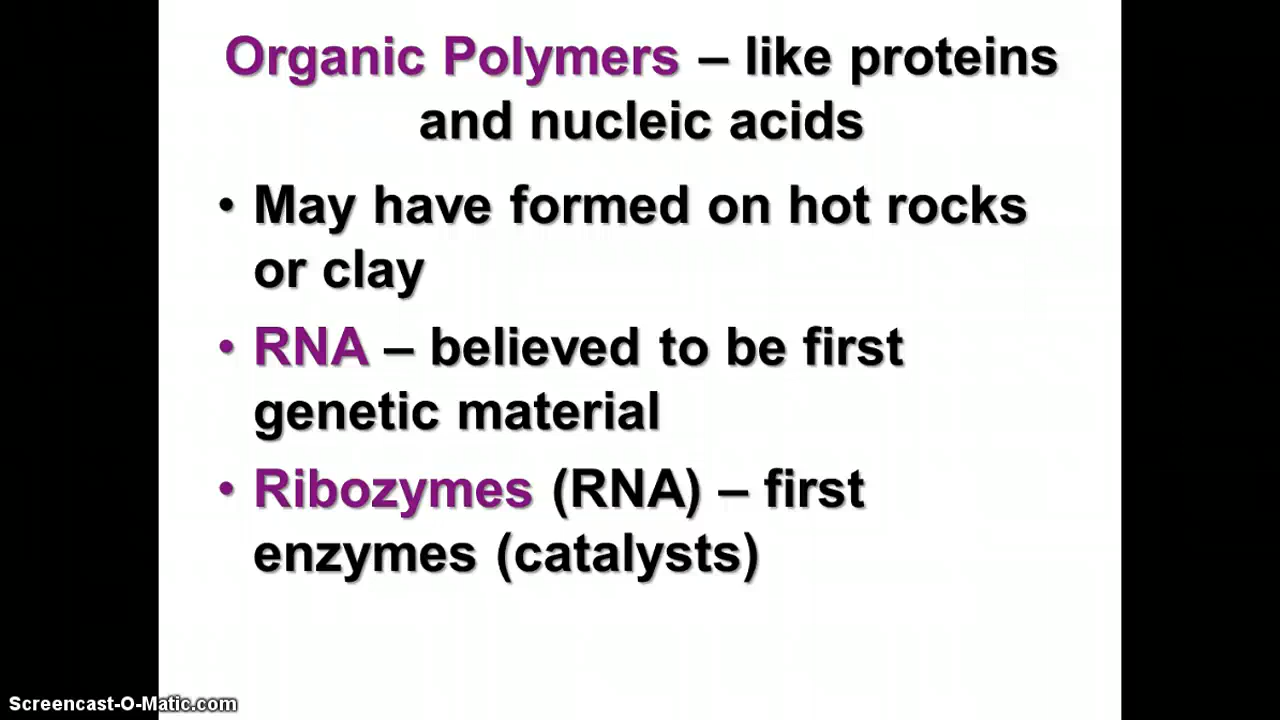 Organic Polymers – like proteins
and nucleic acids
• May have formed on hot rocks
or clay
• RNA – believed to be first
genetic material
• Ribozymes (RNA) – first
enzymes (catalysts)
Screencast-O-Matic.com